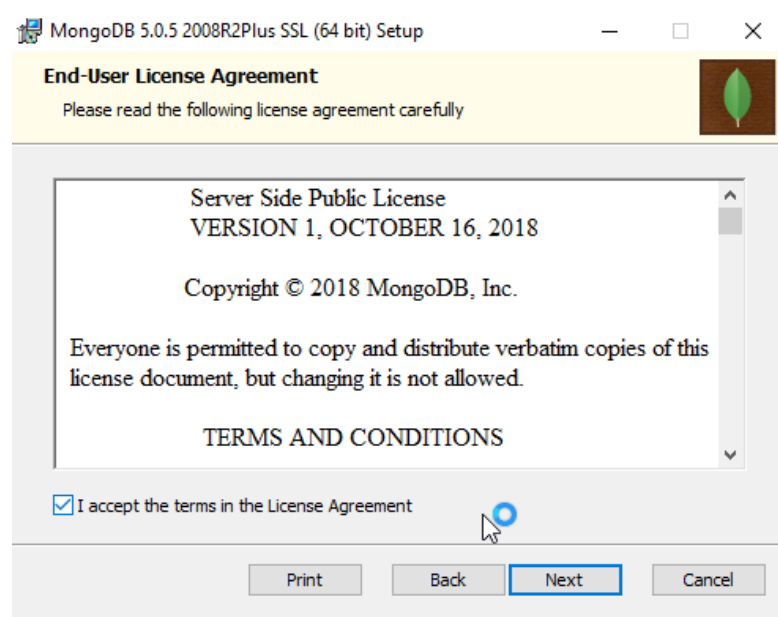 MongoDB 5.0.5 2008R2Plus SSL (64 bit) Setup
End-User License Agreement
Please read the following license agreement carefully
Server Side Public License
VERSION 1, OCTOBER 16, 2018
Copyright © 2018 MongoDB, Inc.
Everyone is permitted to copy and distribute verbatim copies of this
license document, but changing it is not allowed.
TERMS AND CONDITIONS
I accept the terms in the License Agreement
Print Back Next Cancel